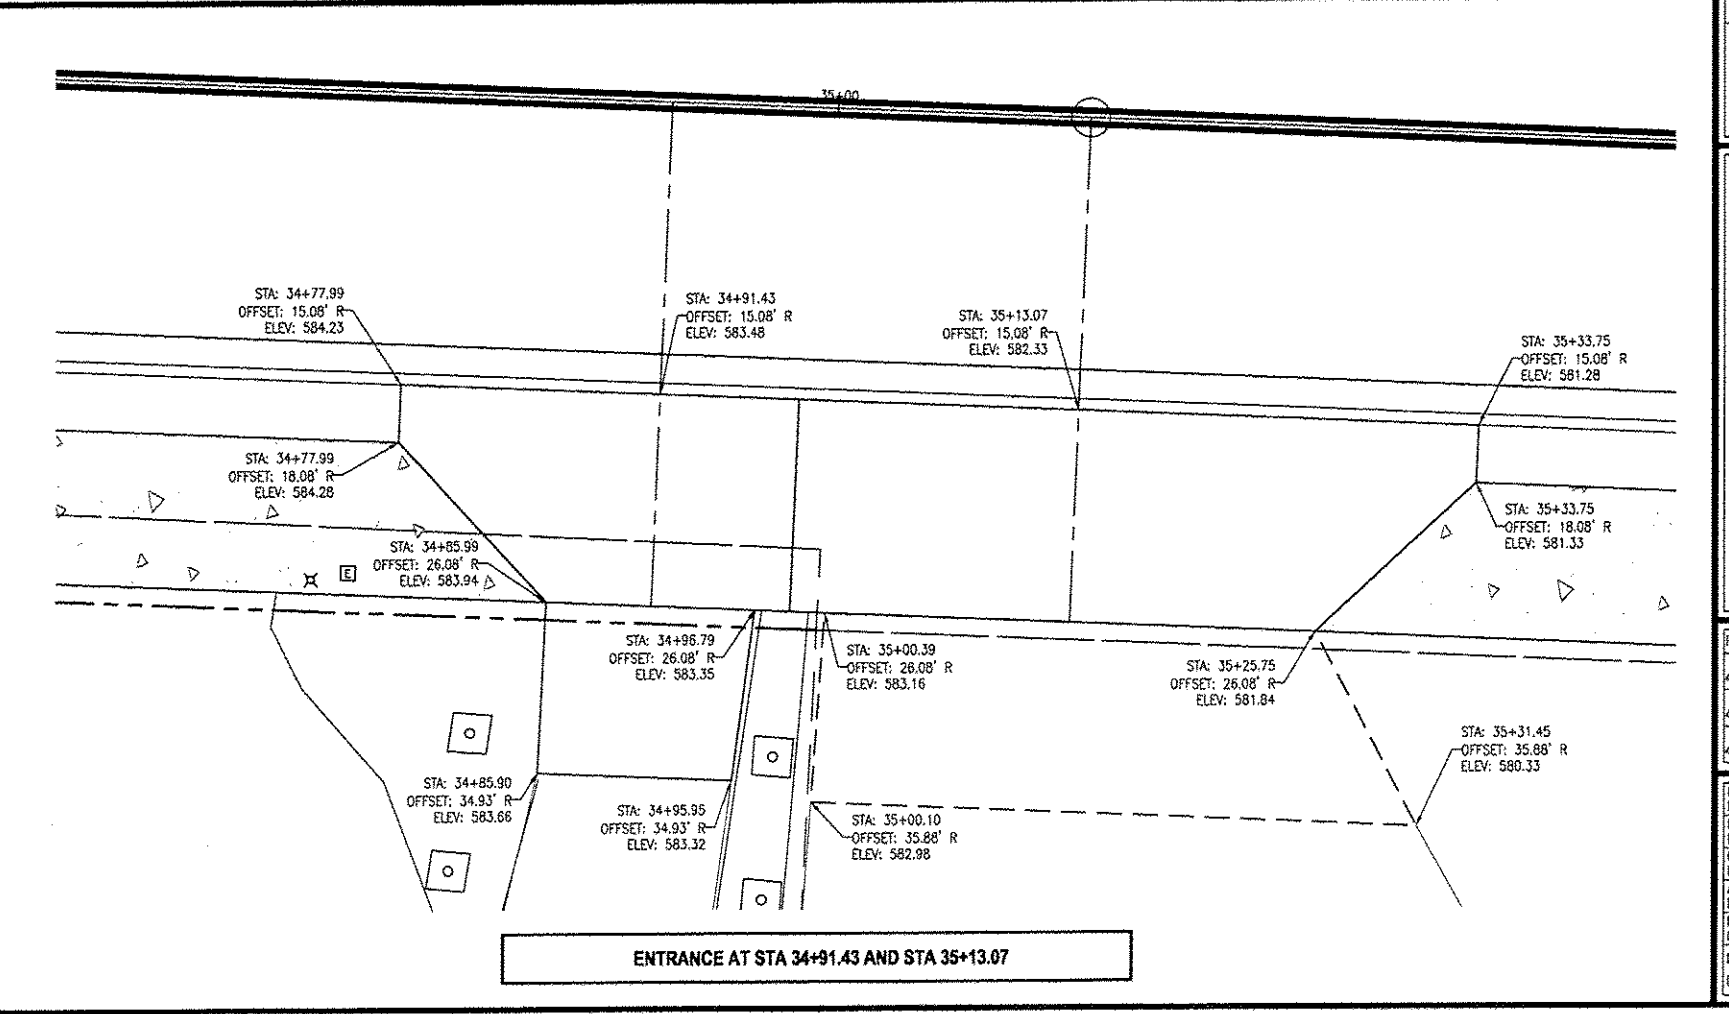 35+00
STA: 34+77.99
OFFSET: 15.08' R
ELEV: 584.23
STA: 34+91.43
OFFSET: 15.08' R
ELEV: 583.48
STA: 35+13.07
OFFSET: 15.08' R
ELEV: 582.33
STA: 35+33.75
OFFSET: 15.08' R
ELEV: 581.28
STA: 34+77.99
OFFSET: 18.08' R
ELEV: 584.28
STA: 35+33.75
OFFSET: 18.08' R
ELEV: 581.33
STA: 34+85.99
OFFSET: 26.08' R
ELEV: 583.94
E
STA: 34+96.79
OFFSET: 26.08' R
ELEV: 583.35
STA: 35+00.39
OFFSET: 26.08' R
ELEV: 583.16
STA: 35+25.75
OFFSET: 26.08' R
ELEV: 581.84
STA: 35+31.45
OFFSET: 35.88' R
ELEV: 580.33
STA: 34+85.90
OFFSET: 34.93' R
ELEV: 583.66
STA: 34+95.95
OFFSET: 34.93' R
ELEV: 583.32
STA: 35+00.10
OFFSET: 35.88' R
ELEV: 582.98
ENTRANCE AT STA 34+91.43 AND STA 35+13.07